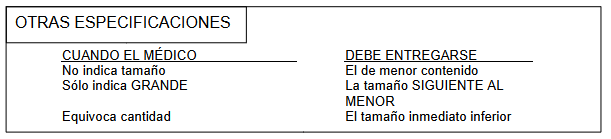 OTRAS ESPECIFICACIONES
CUANDO EL MÉDICO DEBE ENTREGARSE
No indica tamaño El de menor contenido
Sólo indica GRANDE La tamaño SIGUIENTE AL
MENOR
Equivoca cantidad El tamaño inmediato inferior